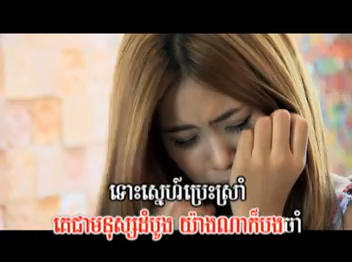 ទោះស្នេហ៍ប្រេះស្រាំ
គេជាមនុស្សដំបូង យ៉ាងណាក៏បងចាំ